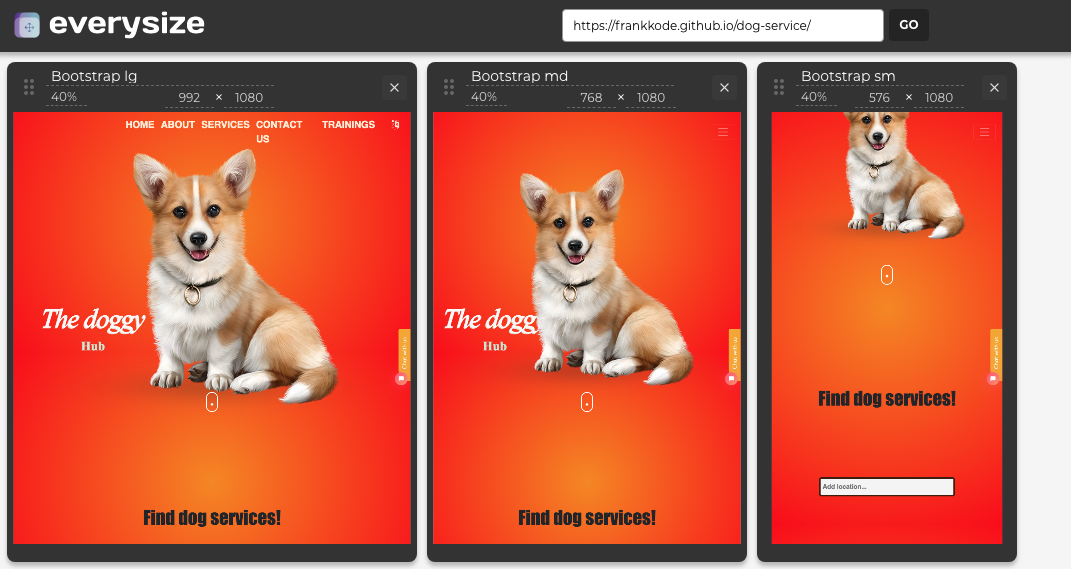 everysize
https://frankkode.github.io/dog-service/
GO
Bootstrap lg
40%
992 × 1080
HOME ABOUT SERVICES CONTACT US TRAININGS
The doggy
Hub
Chat with us
Find dog services!
Bootstrap md
40%
768 × 1080
The doggy
Hub
Chat with us
Find dog services!
Bootstrap sm
40%
576 × 1080
Chat with us
Find dog services!
Add location...